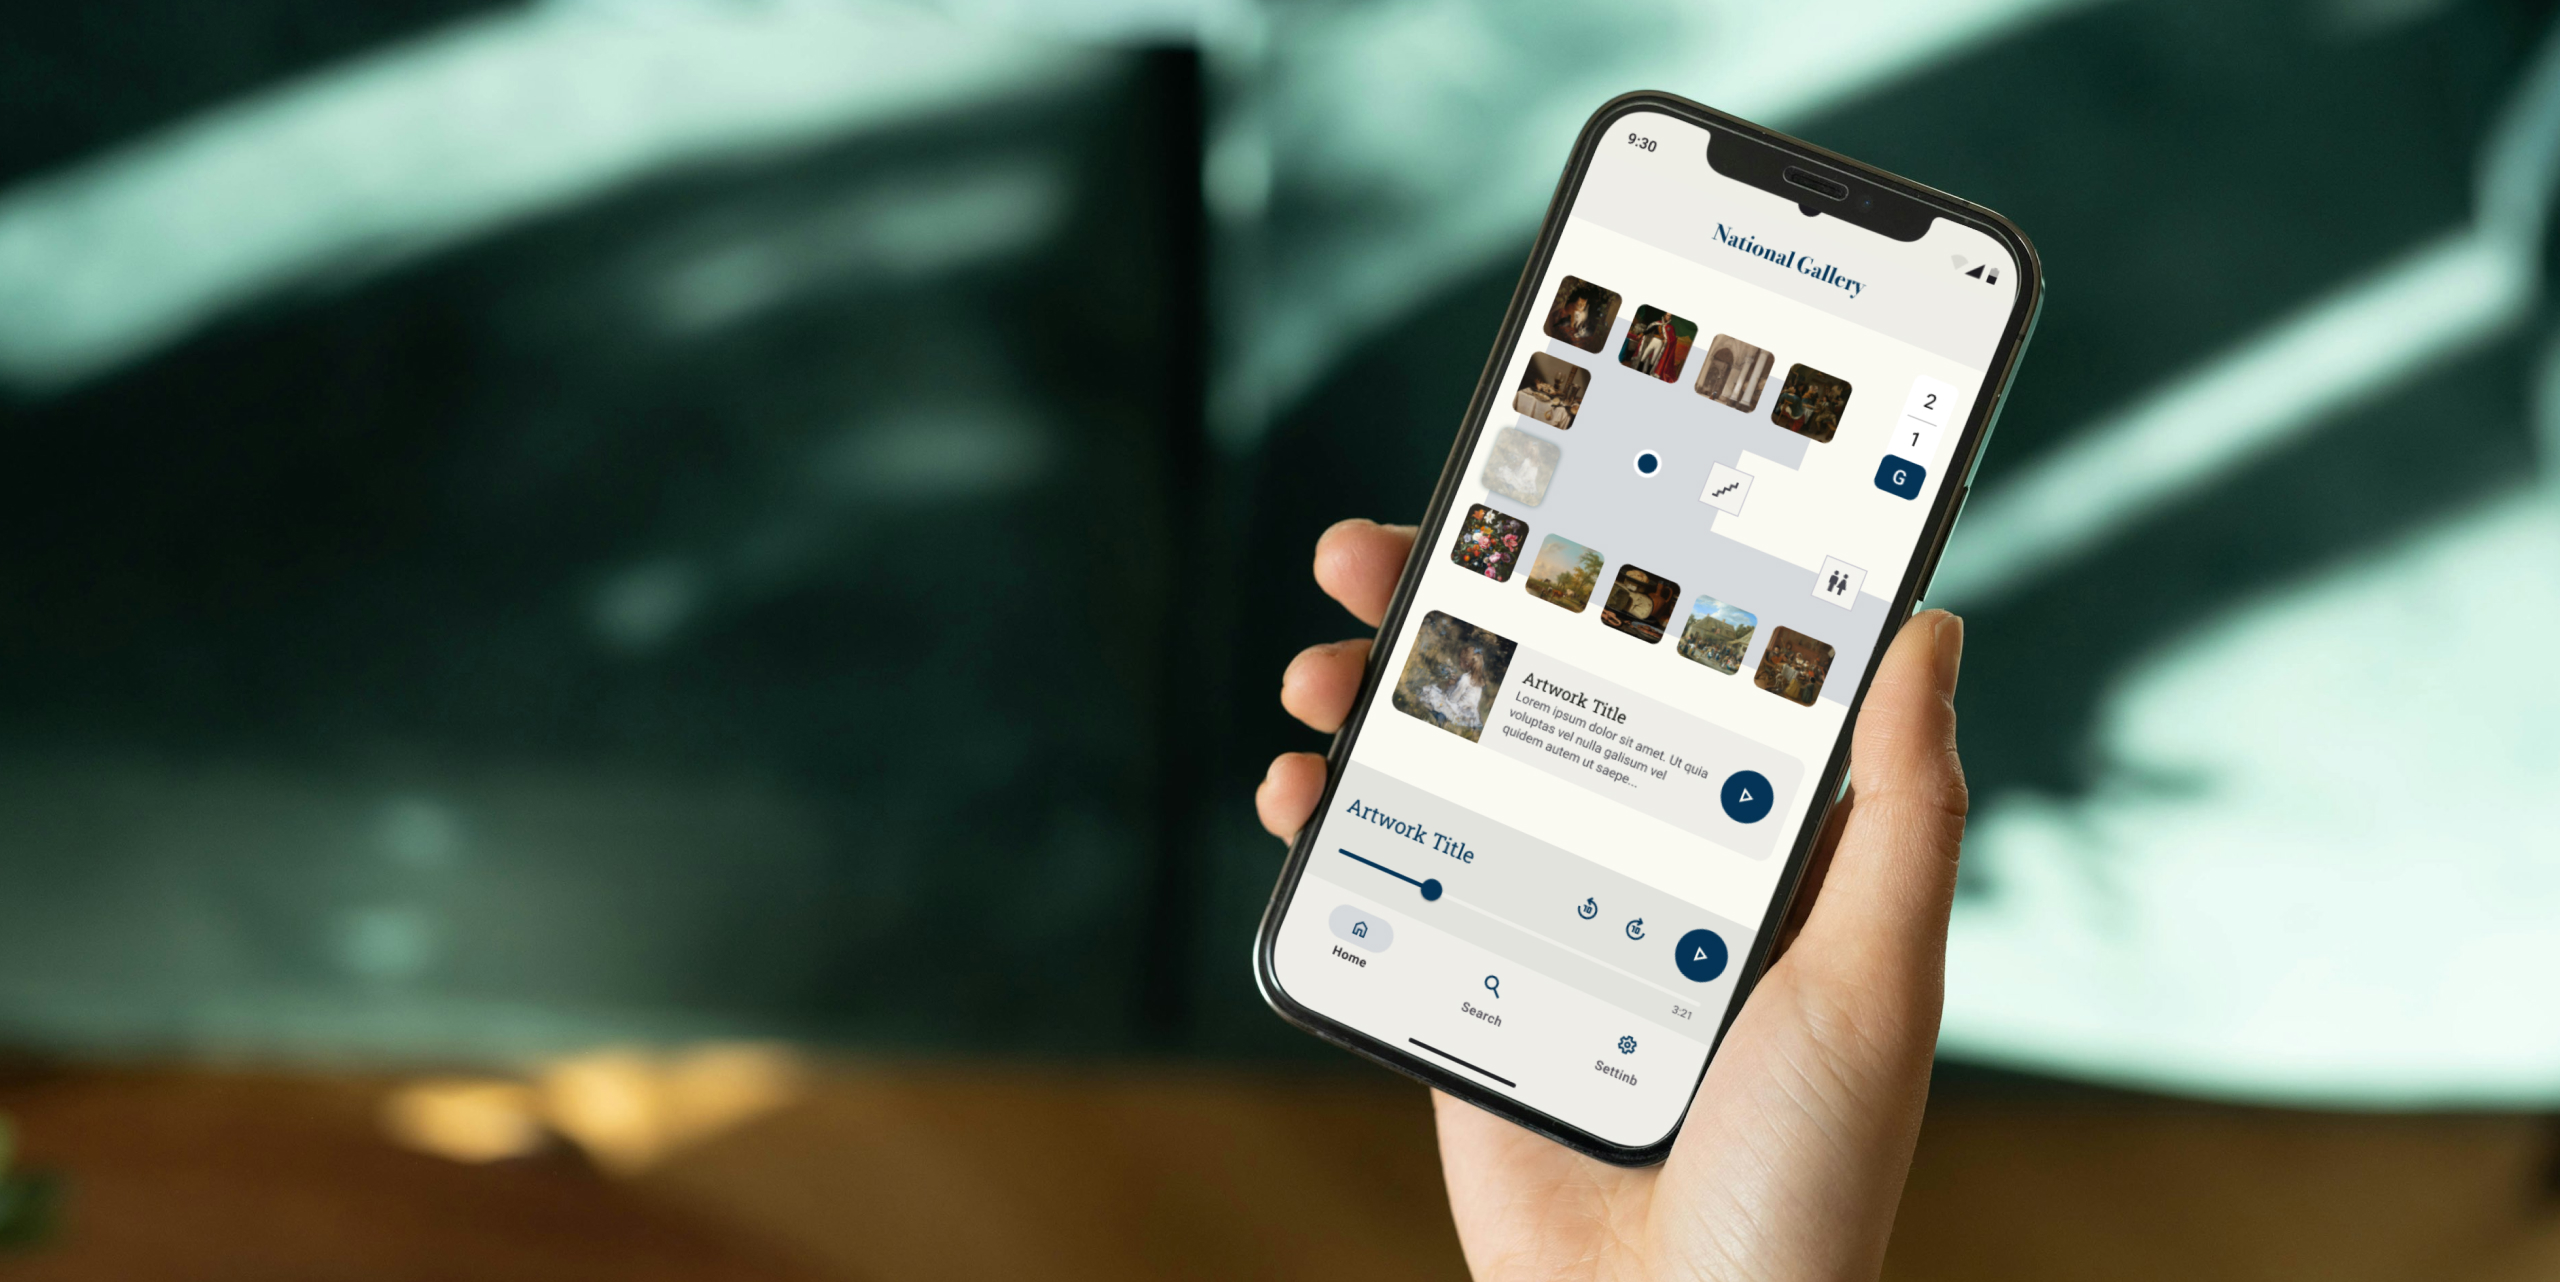 9:30
National Gallery
2
1
G
Artwork Title
Lorem ipsum dolor sit amet. Ut quia
voluptas vel nulla galisum vel
quidem autem ut saepe...
Artwork Title
10
10
3:21
Home
Search
Settinb